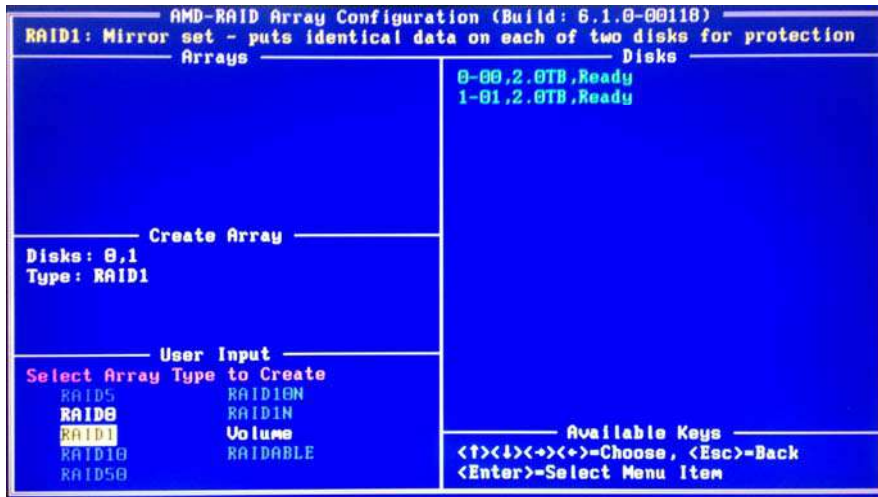 AMD-RAID Array Configuration (Build: 6.1.0-00118)
RAID1: Mirror set - puts identical data on each of two disks for protection
Arrays
Disks
0-00,2.0TB,Ready
1-01,2.0TB,Ready
Create Array
Disks: 0,1
Type: RAID1
User Input
Select Array Type to Create
RAID5 RAID10N
RAID0 RAID1N
RAID1 Volume
RAID10 RAIDABLE
RAID50
Available Keys
<↑><↓><→><←>=Choose, <Esc>=Back
<Enter>=Select Menu Item